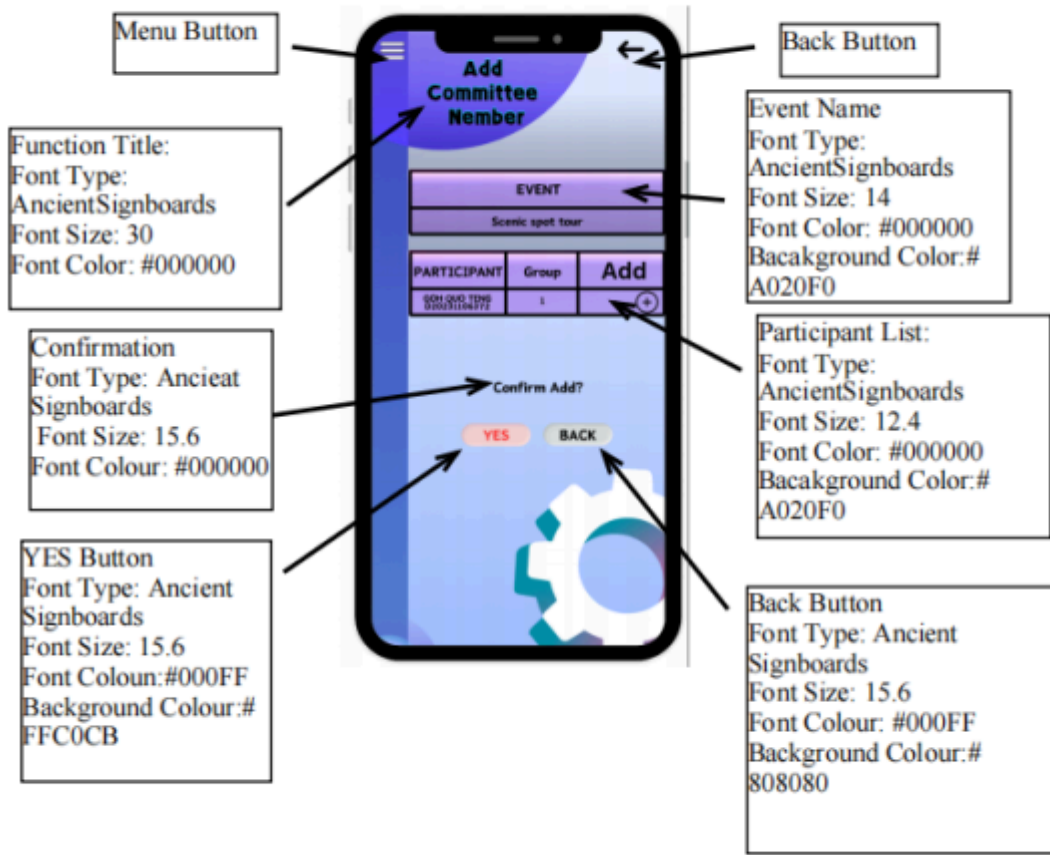 Menu Button
Back Button
Add
Committee
Nember
Function Title:
Font Type:
AncientSignboards
Font Size: 30
Font Color: #000000
Event Name
Font Type:
AncientSignboards
Font Size: 14
Font Color: #000000
Bacakground Color:#
A020F0
EVENT
Scenic spot tour
PARTICIPANT Group Add
GOH QUO TENG 1 +
D20231106372
Confirmation
Font Type: Ancieat
Signboards
Font Size: 15.6
Font Colour: #000000
Participant List:
Font Type:
AncientSignboards
Font Size: 12.4
Font Color: #000000
Bacakground Color:#
A020F0
Confirm Add?
YES BACK
YES Button
Font Type: Ancient
Signboards
Font Size: 15.6
Font Coloun:#000FF
Background Colour:#
FFC0CB
Back Button
Font Type: Ancient
Signboards
Font Size: 15.6
Font Colour: #000FF
Background Colour:#
808080